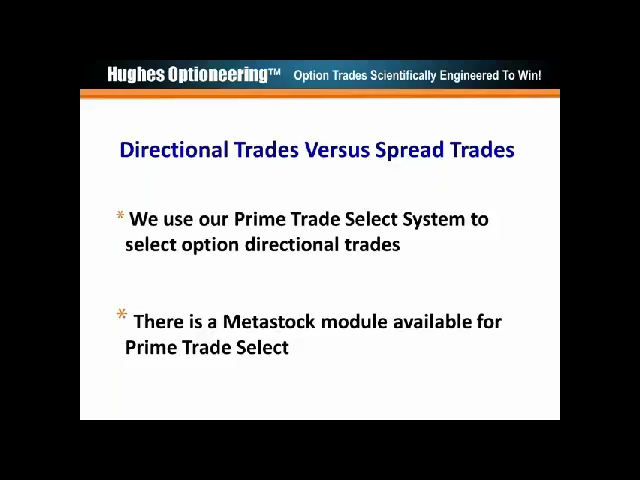 Hughes Optioneering™ Option Trades Scientifically Engineered To Win!
Directional Trades Versus Spread Trades
* We use our Prime Trade Select System to
select option directional trades
* There is a Metastock module available for
Prime Trade Select